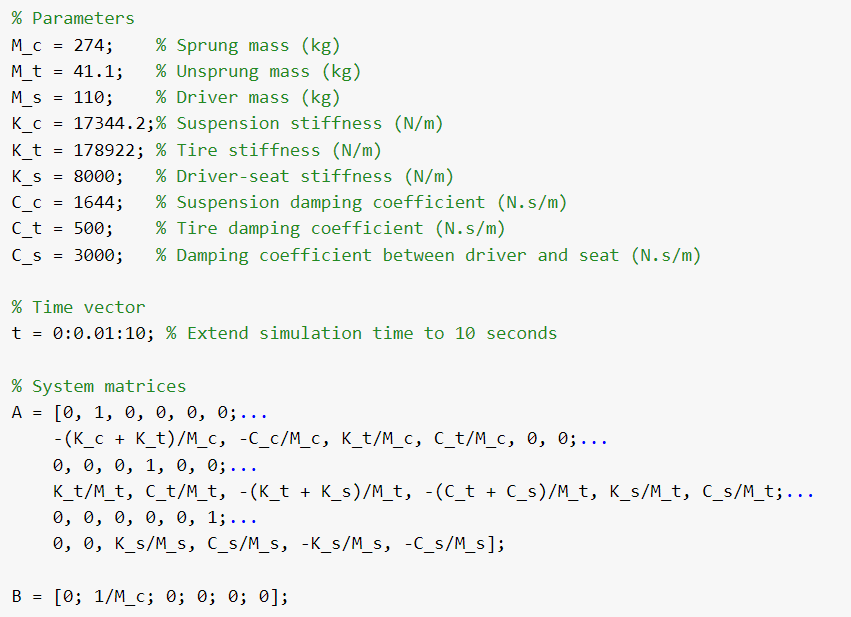 % Parameters
M_c = 274;    % Sprung mass (kg)
M_t = 41.1;   % Unsprung mass (kg)
M_s = 110;    % Driver mass (kg)
K_c = 17344.2;% Suspension stiffness (N/m)
K_t = 178922; % Tire stiffness (N/m)
K_s = 8000;   % Driver-seat stiffness (N/m)
C_c = 1644;   % Suspension damping coefficient (N.s/m)
C_t = 500;    % Tire damping coefficient (N.s/m)
C_s = 3000;   % Damping coefficient between driver and seat (N.s/m)
% Time vector
t = 0:0.01:10; % Extend simulation time to 10 seconds
% System matrices
A = [0, 1, 0, 0, 0, 0;...
    -(K_c + K_t)/M_c, -C_c/M_c, K_t/M_c, C_t/M_c, 0, 0;...
    0, 0, 0, 1, 0, 0;...
    K_t/M_t, C_t/M_t, -(K_t + K_s)/M_t, -(C_t + C_s)/M_t, K_s/M_t, C_s/M_t;...
    0, 0, 0, 0, 0, 1;...
    0, 0, K_s/M_s, C_s/M_s, -K_s/M_s, -C_s/M_s];
B = [0; 1/M_c; 0; 0; 0; 0];